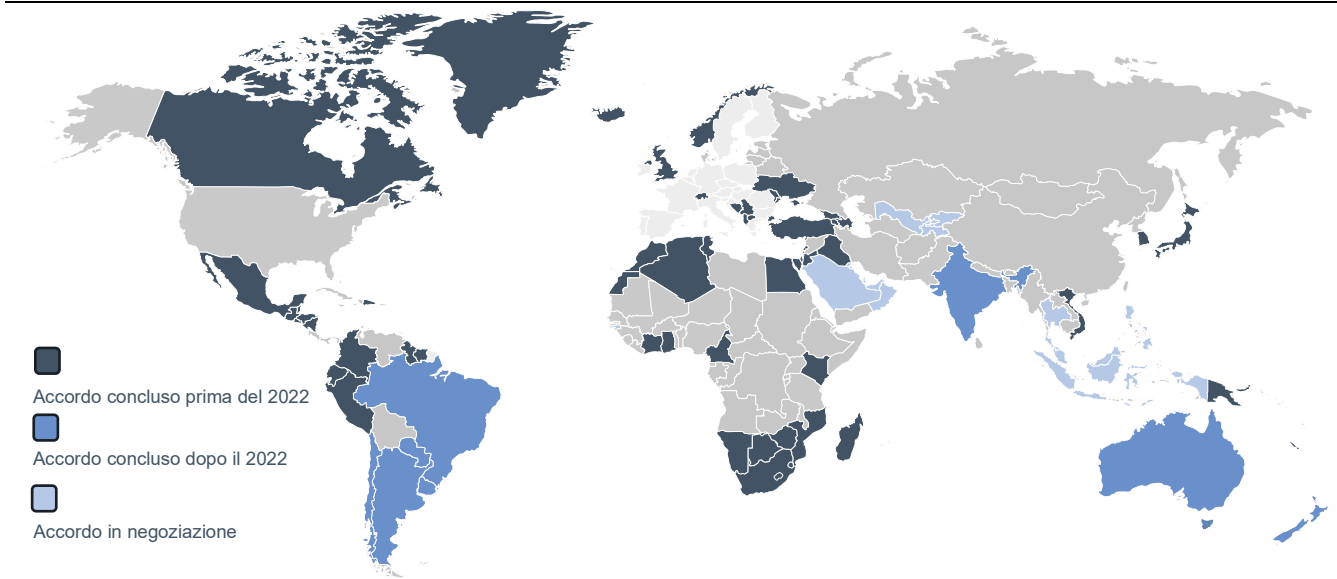 Accordo concluso prima del 2022
Accordo concluso dopo il 2022
Accordo in negoziazione